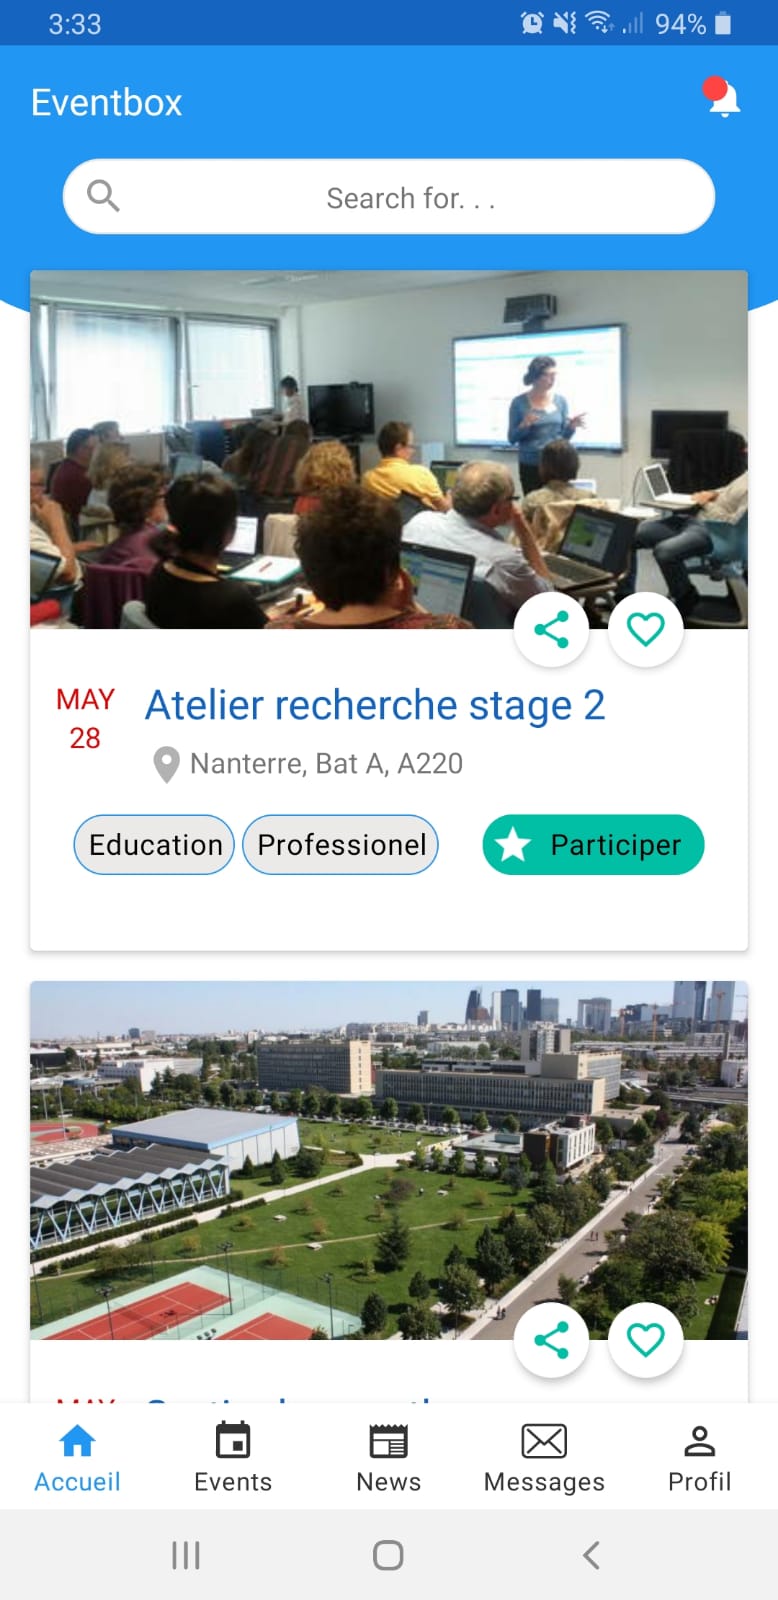 3:33
94%
Eventbox
Search for. . .
MAY
28
Atelier recherche stage 2
Nanterre, Bat A, A220
Education
Professionel
Participer
Accueil
Events
News
Messages
Profil